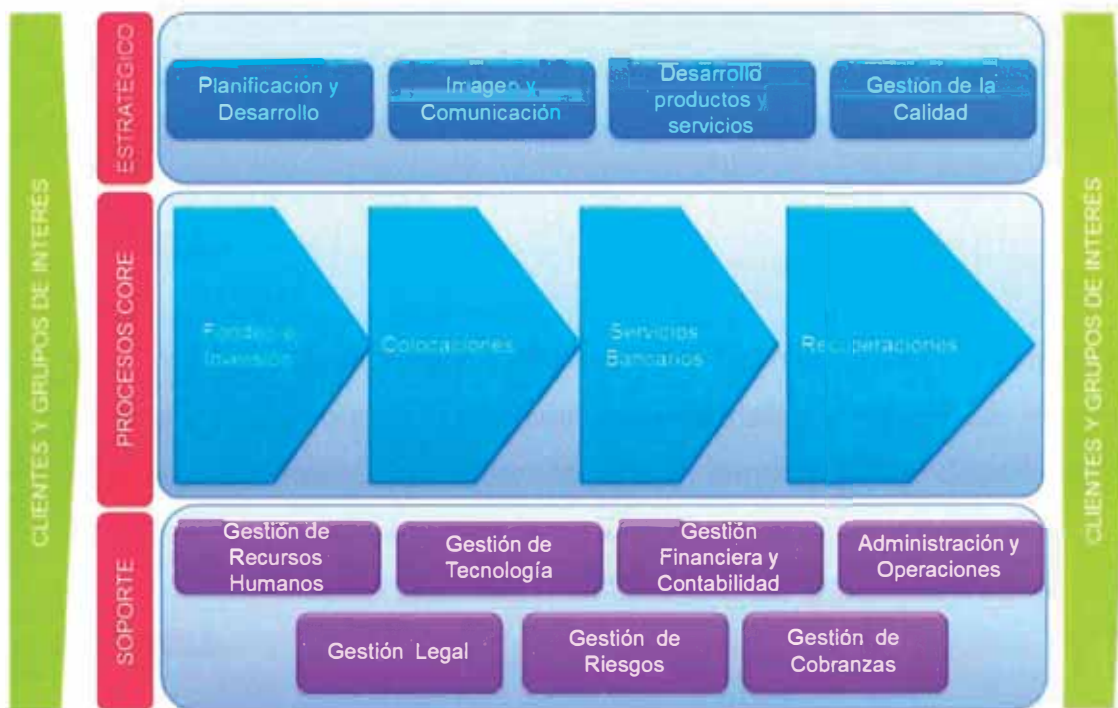 CLIENTES Y GRUPOS DE INTERÉS
ESTRATÉGICO
Planificación y
Desarrollo
Imagen y
Comunicación
Desarrollo
productos y
servicios
Gestión de la
Calidad
PROCESOS CORE
Fondeo e
Inversión
Colocaciones
Servicios
Bancarios
Recuperaciones
SOPORTE
Gestión de
Recursos
Humanos
Gestión de
Tecnología
Gestión
Financiera y
Contabilidad
Administración y
Operaciones
Gestión Legal
Gestión de
Riesgos
Gestión de
Cobranzas
CLIENTES Y GRUPOS DE INTERÉS